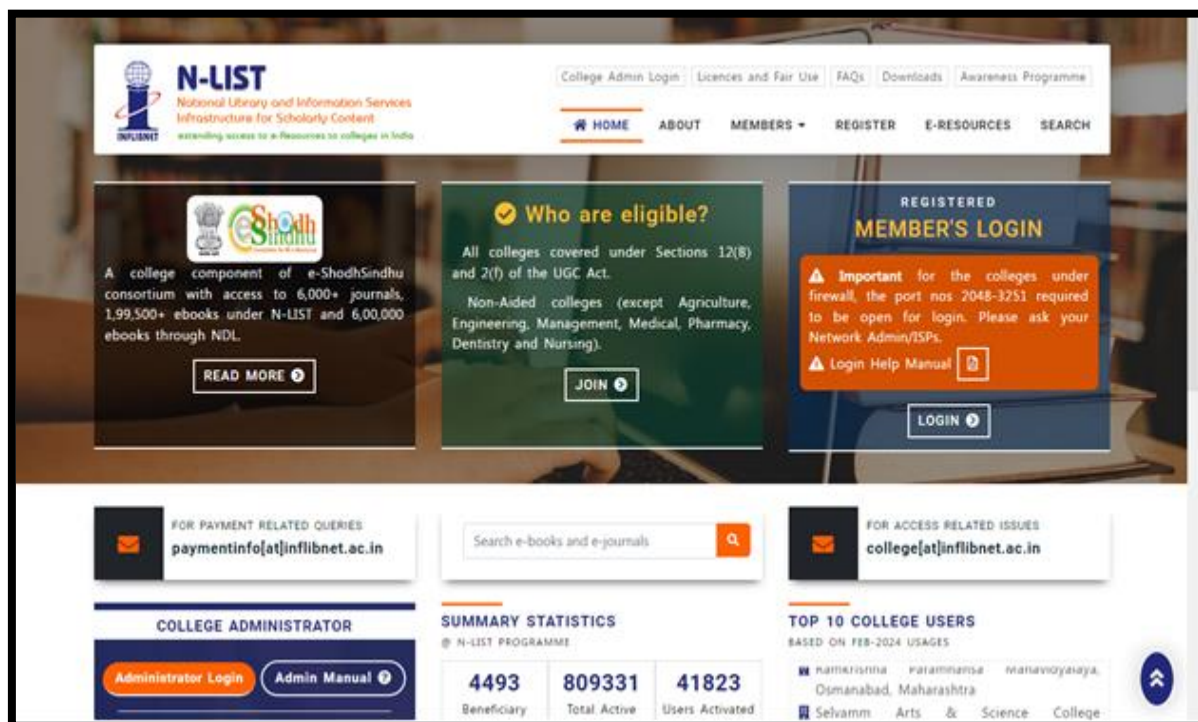 N-LIST
National Library and Information Services
Infrastructure for Scholarly Content
extending access to e-Resources to colleges in India
INFLIBNET
College Admin Login
Licences and Fair Use
FAQs
Downloads
Awareness Programme
HOME
ABOUT
MEMBERS
REGISTER
E-RESOURCES
SEARCH
e Shodh
Sindhu
A college component of e-ShodhSindhu
consortium with access to 6,000+ journals,
1,99,500+ ebooks under N-LIST and 6,00,000
ebooks through NDL.
READ MORE
Who are eligible?
All colleges covered under Sections 12(B)
and 2(f) of the UGC Act.
Non-Aided colleges (except Agriculture,
Engineering, Management, Medical, Pharmacy,
Dentistry and Nursing).
JOIN
REGISTERED
MEMBER'S LOGIN
Important for the colleges under
firewall, the port nos 2048-3251 required
to be open for login. Please ask your
Network Admin/ISPs.
Login Help Manual
LOGIN
FOR PAYMENT RELATED QUERIES
paymentinfo[at]inflibnet.ac.in
Search e-books and e-journals
FOR ACCESS RELATED ISSUES
college[at]inflibnet.ac.in
COLLEGE ADMINISTRATOR
Administrator Login
Admin Manual
SUMMARY STATISTICS
@ N-LIST PROGRAMME
4493
Beneficiary
809331
Total Active
41823
Users Activated
TOP 10 COLLEGE USERS
BASED ON FEB-2024 USAGES
Ramkrishna Paramhansa Mahavidyalaya,
Osmanabad, Maharashtra
Selvamm Arts & Science College